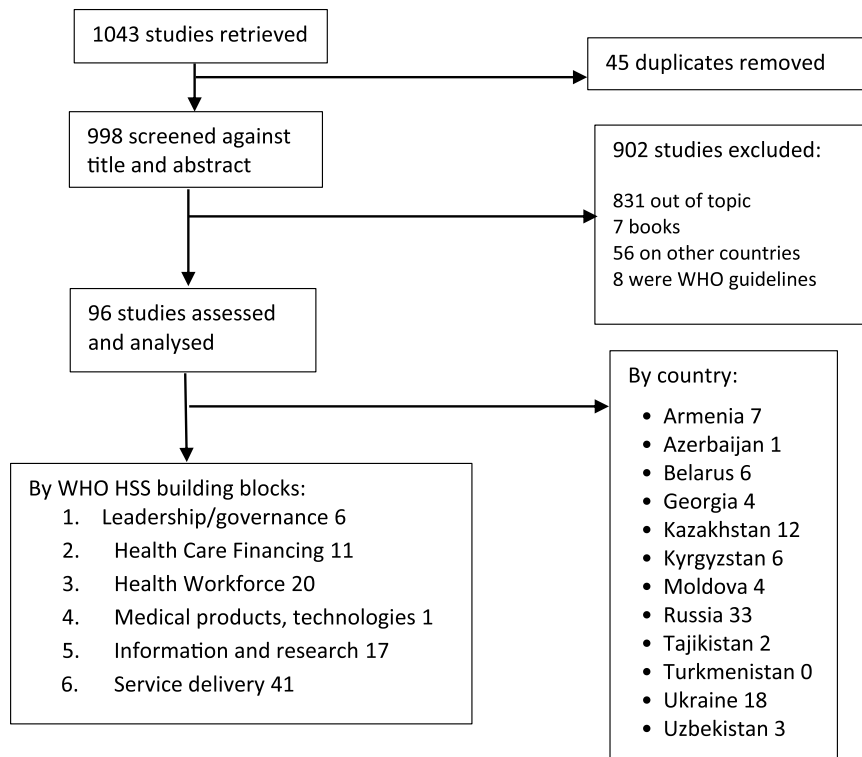 1043 studies retrieved
45 duplicates removed
998 screened against
title and abstract
902 studies excluded:
831 out of topic
7 books
56 on other countries
8 were WHO guidelines
96 studies assessed
and analysed
By country:
• Armenia 7
• Azerbaijan 1
• Belarus 6
• Georgia 4
• Kazakhstan 12
• Kyrgyzstan 6
• Moldova 4
• Russia 33
• Tajikistan 2
• Turkmenistan 0
• Ukraine 18
• Uzbekistan 3
By WHO HSS building blocks:
1. Leadership/governance 6
2. Health Care Financing 11
3. Health Workforce 20
4. Medical products, technologies 1
5. Information and research 17
6. Service delivery 41